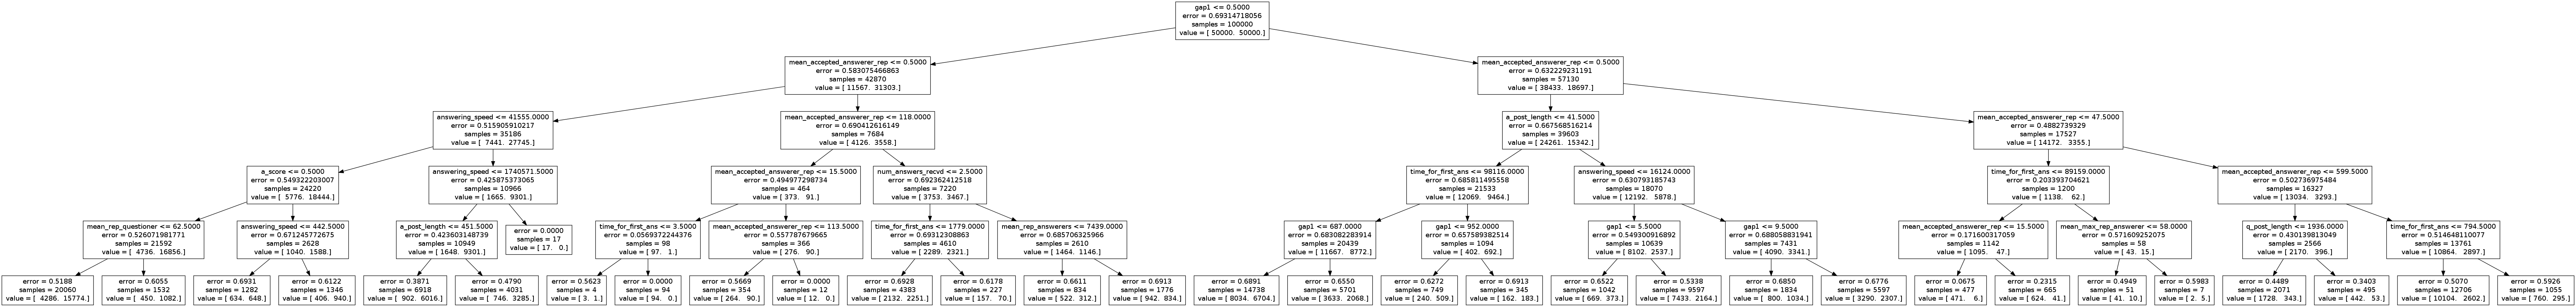 gap1 <= 0.5000
error = 0.69314718056
samples = 100000
value = [ 50000.  50000.]
mean_accepted_answerer_rep <= 0.5000
error = 0.583075466863
samples = 42870
value = [ 11567.  31303.]
mean_accepted_answerer_rep <= 0.5000
error = 0.632229231191
samples = 57130
value = [ 38433.  18697.]
answering_speed <= 41555.0000
error = 0.515905910217
samples = 35186
value = [  7441.  27745.]
mean_accepted_answerer_rep <= 118.0000
error = 0.690412616149
samples = 7684
value = [ 4126.  3558.]
a_post_length <= 41.5000
error = 0.667568516214
samples = 39603
value = [ 24261.  15342.]
mean_accepted_answerer_rep <= 47.5000
error = 0.4882739329
samples = 17527
value = [ 14172.   3355.]
a_score <= 0.5000
error = 0.549322203007
samples = 24220
value = [  5776.  18444.]
answering_speed <= 1740571.5000
error = 0.425875373065
samples = 10966
value = [ 1665.  9301.]
mean_accepted_answerer_rep <= 15.5000
error = 0.494977298734
samples = 464
value = [ 373.   91.]
num_answers_recvd <= 2.5000
error = 0.692362412518
samples = 7220
value = [ 3753.  3467.]
time_for_first_ans <= 98116.0000
error = 0.685811495558
samples = 21533
value = [ 12069.   9464.]
answering_speed <= 16124.0000
error = 0.630793185743
samples = 18070
value = [ 12192.   5878.]
time_for_first_ans <= 89159.0000
error = 0.203393704621
samples = 1200
value = [ 1138.    62.]
mean_accepted_answerer_rep <= 599.5000
error = 0.502736975484
samples = 16327
value = [ 13034.   3293.]
mean_rep_questioner <= 62.5000
error = 0.526071981771
samples = 21592
value = [  4736.  16856.]
answering_speed <= 442.5000
error = 0.671245772675
samples = 2628
value = [ 1040.  1588.]
a_post_length <= 451.5000
error = 0.423603148739
samples = 10949
value = [ 1648.  9301.]
error = 0.0000
samples = 17
value = [ 17.   0.]
time_for_first_ans <= 3.5000
error = 0.0569372244376
samples = 98
value = [ 97.   1.]
mean_accepted_answerer_rep <= 113.5000
error = 0.557787679665
samples = 366
value = [ 276.   90.]
time_for_first_ans <= 1779.0000
error = 0.69312308863
samples = 4610
value = [ 2289.  2321.]
mean_rep_answerers <= 7439.0000
error = 0.685706325966
samples = 2610
value = [ 1464.  1146.]
gap1 <= 687.0000
error = 0.683082283914
samples = 20439
value = [ 11667.   8772.]
gap1 <= 952.0000
error = 0.657589382514
samples = 1094
value = [ 402.  692.]
gap1 <= 5.5000
error = 0.549300916892
samples = 10639
value = [ 8102.  2537.]
gap1 <= 9.5000
error = 0.688058831941
samples = 7431
value = [ 4090.  3341.]
mean_accepted_answerer_rep <= 15.5000
error = 0.171600317059
samples = 1142
value = [ 1095.    47.]
mean_max_rep_answerer <= 58.0000
error = 0.571609252075
samples = 58
value = [ 43.  15.]
q_post_length <= 1936.0000
error = 0.430139813049
samples = 2566
value = [ 2170.   396.]
time_for_first_ans <= 794.5000
error = 0.514648110077
samples = 13761
value = [ 10864.   2897.]
error = 0.5188
samples = 20060
value = [  4286.  15774.]
error = 0.6055
samples = 1532
value = [  450.  1082.]
error = 0.6931
samples = 1282
value = [ 634.  648.]
error = 0.6122
samples = 1346
value = [ 406.  940.]
error = 0.3871
samples = 6918
value = [  902.  6016.]
error = 0.4790
samples = 4031
value = [  746.  3285.]
error = 0.5623
samples = 4
value = [ 3.  1.]
error = 0.0000
samples = 94
value = [ 94.   0.]
error = 0.5669
samples = 354
value = [ 264.   90.]
error = 0.0000
samples = 12
value = [ 12.   0.]
error = 0.6928
samples = 4383
value = [ 2132.  2251.]
error = 0.6178
samples = 227
value = [ 157.   70.]
error = 0.6611
samples = 834
value = [ 522.  312.]
error = 0.6913
samples = 1776
value = [ 942.  834.]
error = 0.6891
samples = 14738
value = [ 8034.  6704.]
error = 0.6550
samples = 5701
value = [ 3633.  2068.]
error = 0.6272
samples = 749
value = [ 240.  509.]
error = 0.6913
samples = 345
value = [ 162.  183.]
error = 0.6522
samples = 1042
value = [ 669.  373.]
error = 0.5338
samples = 9597
value = [ 7433.  2164.]
error = 0.6850
samples = 1834
value = [  800.  1034.]
error = 0.6776
samples = 5597
value = [ 3290.  2307.]
error = 0.0675
samples = 477
value = [ 471.    6.]
error = 0.2315
samples = 665
value = [ 624.   41.]
error = 0.4949
samples = 51
value = [ 41.  10.]
error = 0.5983
samples = 7
value = [ 2.  5.]
error = 0.4489
samples = 2071
value = [ 1728.   343.]
error = 0.3403
samples = 495
value = [ 442.   53.]
error = 0.5070
samples = 12706
value = [ 10104.   2602.]
error = 0.5926
samples = 1055
value = [ 760.  295.]